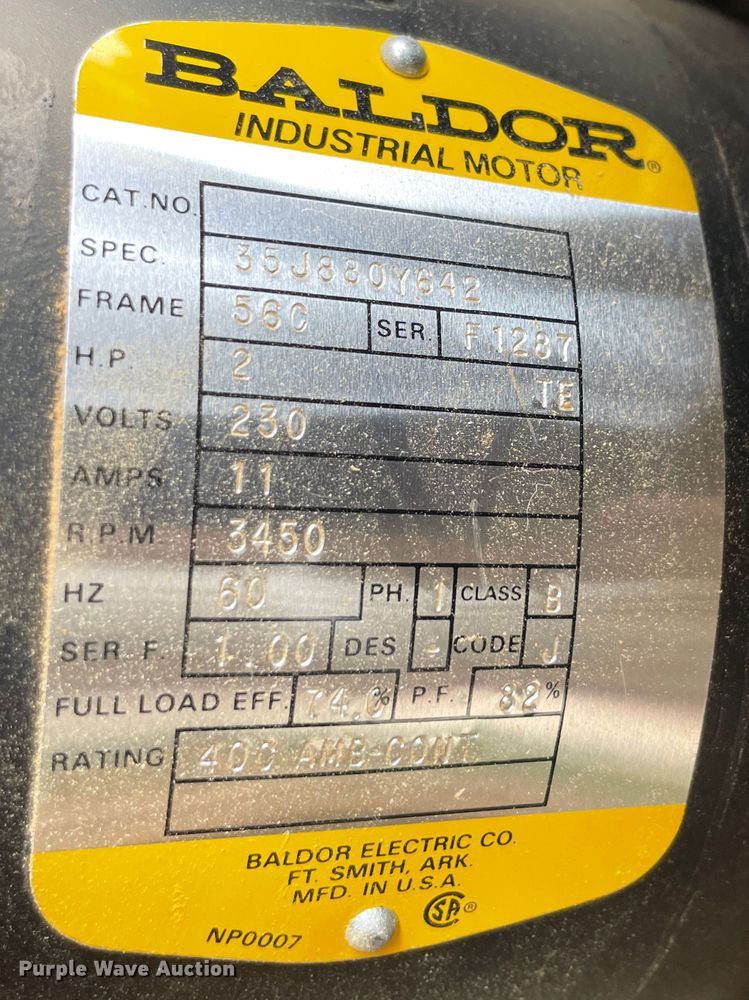 BALDOR®
INDUSTRIAL MOTOR
CAT.NO.
SPEC. 35J880Y642
FRAME 56C SER. F1287
H.P. 2 TE
VOLTS 230
AMPS 11
R.P.M 3450
HZ 60 PH. 1 CLASS B
SER F. 1.00 DES - CODE J
FULL LOAD EFF. % P.F. 82%
RATING 40C AMB-CONT
BALDOR ELECTRIC CO.
FT. SMITH, ARK.
MFD. IN U.S.A.
SA®
NP0007
Purple Wave Auction